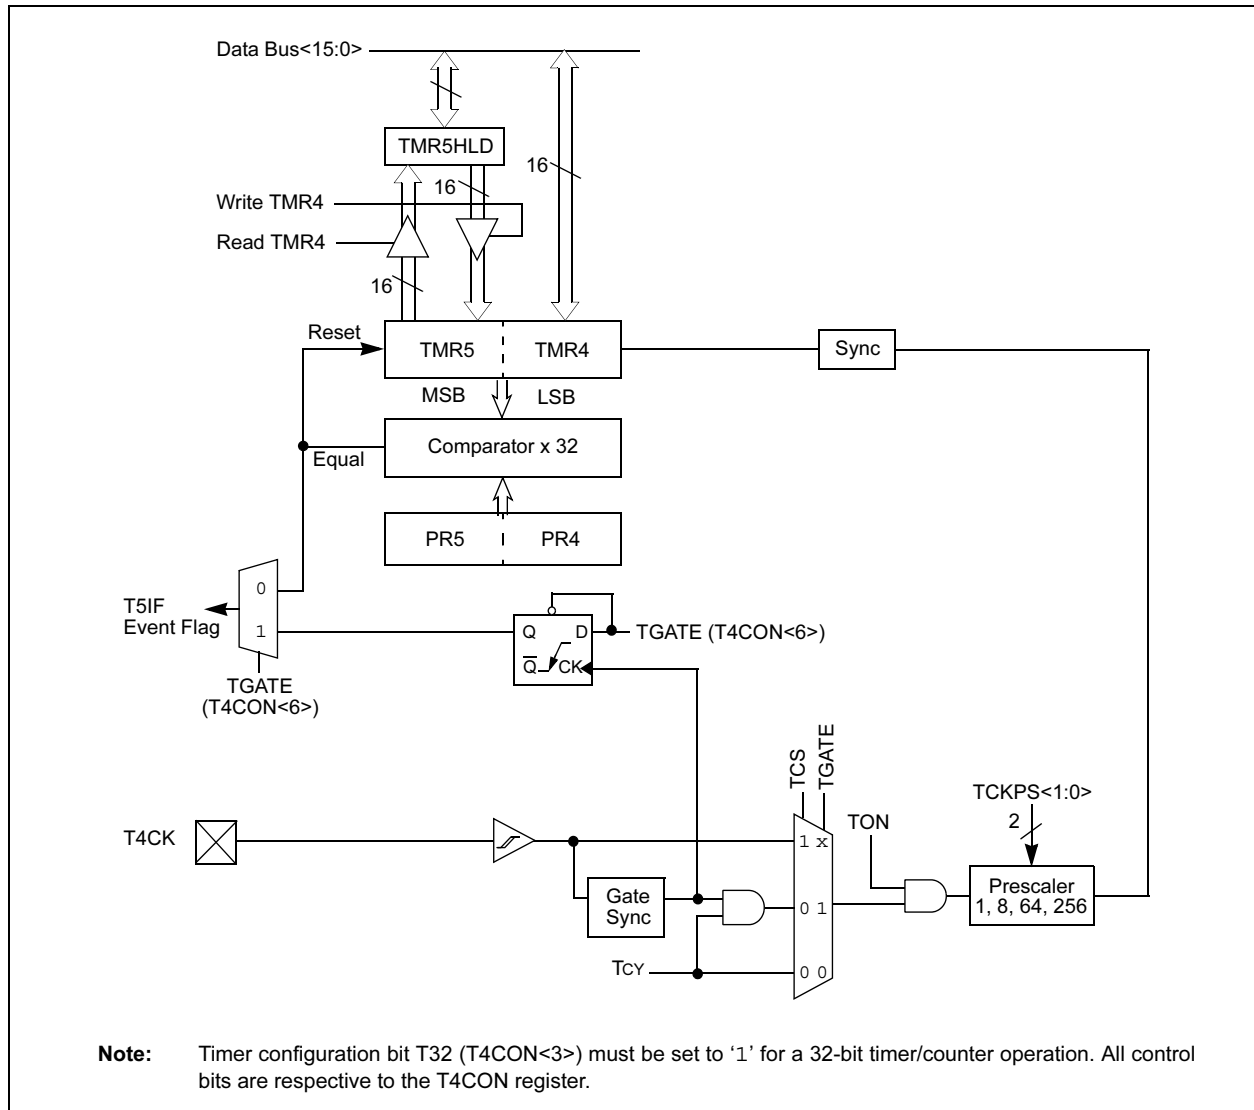 Data Bus<15:0>
TMR5HLD
16
16
Write TMR4
Read TMR4
16
Reset
TMR5 TMR4
Sync
MSB LSB
Comparator x 32
Equal
PR5 PR4
0
T5IF
Event Flag
1
Q D
TGATE (T4CON<6>)
Q CK
TGATE
(T4CON<6>)
TCS
TGATE
TCKPS<1:0>
2
TON
T4CK
1 x
Prescaler
1, 8, 64, 256
Gate
Sync
0 1
TCY
0 0
Note: Timer configuration bit T32 (T4CON<3>) must be set to '1' for a 32-bit timer/counter operation. All control
bits are respective to the T4CON register.